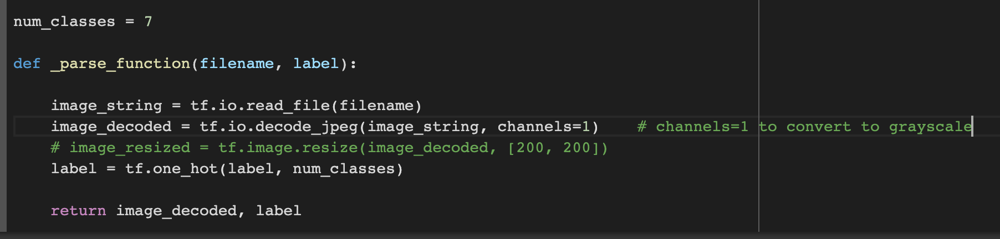 num_classes = 7
def _parse_function(filename, label):
image_string = tf.io.read_file(filename)
image_decoded = tf.io.decode_jpeg(image_string, channels=1)    # channels=1 to convert to grayscale
# image_resized = tf.image.resize(image_decoded, [200, 200])
label = tf.one_hot(label, num_classes)
return image_decoded, label